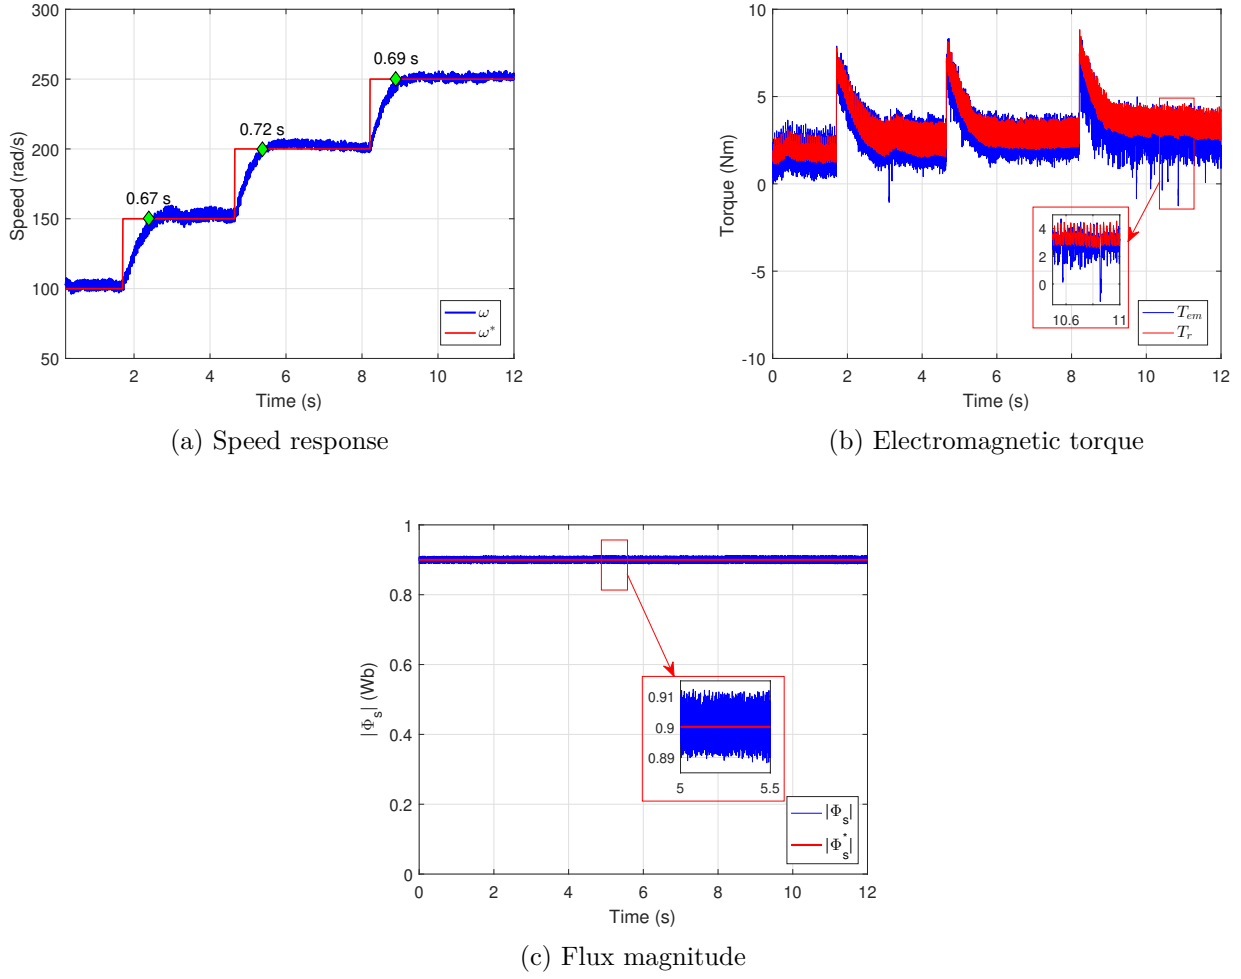 300
250
200
150
100
50
Speed (rad/s)
0.67 s
0.72 s
0.69 s
ω
ω*
2
4
6
8
10
12
Time (s)
(a) Speed response
10
5
0
-5
-10
Torque (Nm)
4
2
0
10.6
11
T_em
T_r
0
2
4
6
8
10
12
Time (s)
(b) Electromagnetic torque
1
0.8
0.6
0.4
0.2
0
|Φ_s| (Wb)
0.91
0.9
0.89
5
5.5
|Φ_s|
|Φ_s^*|
0
2
4
6
8
10
12
Time (s)
(c) Flux magnitude